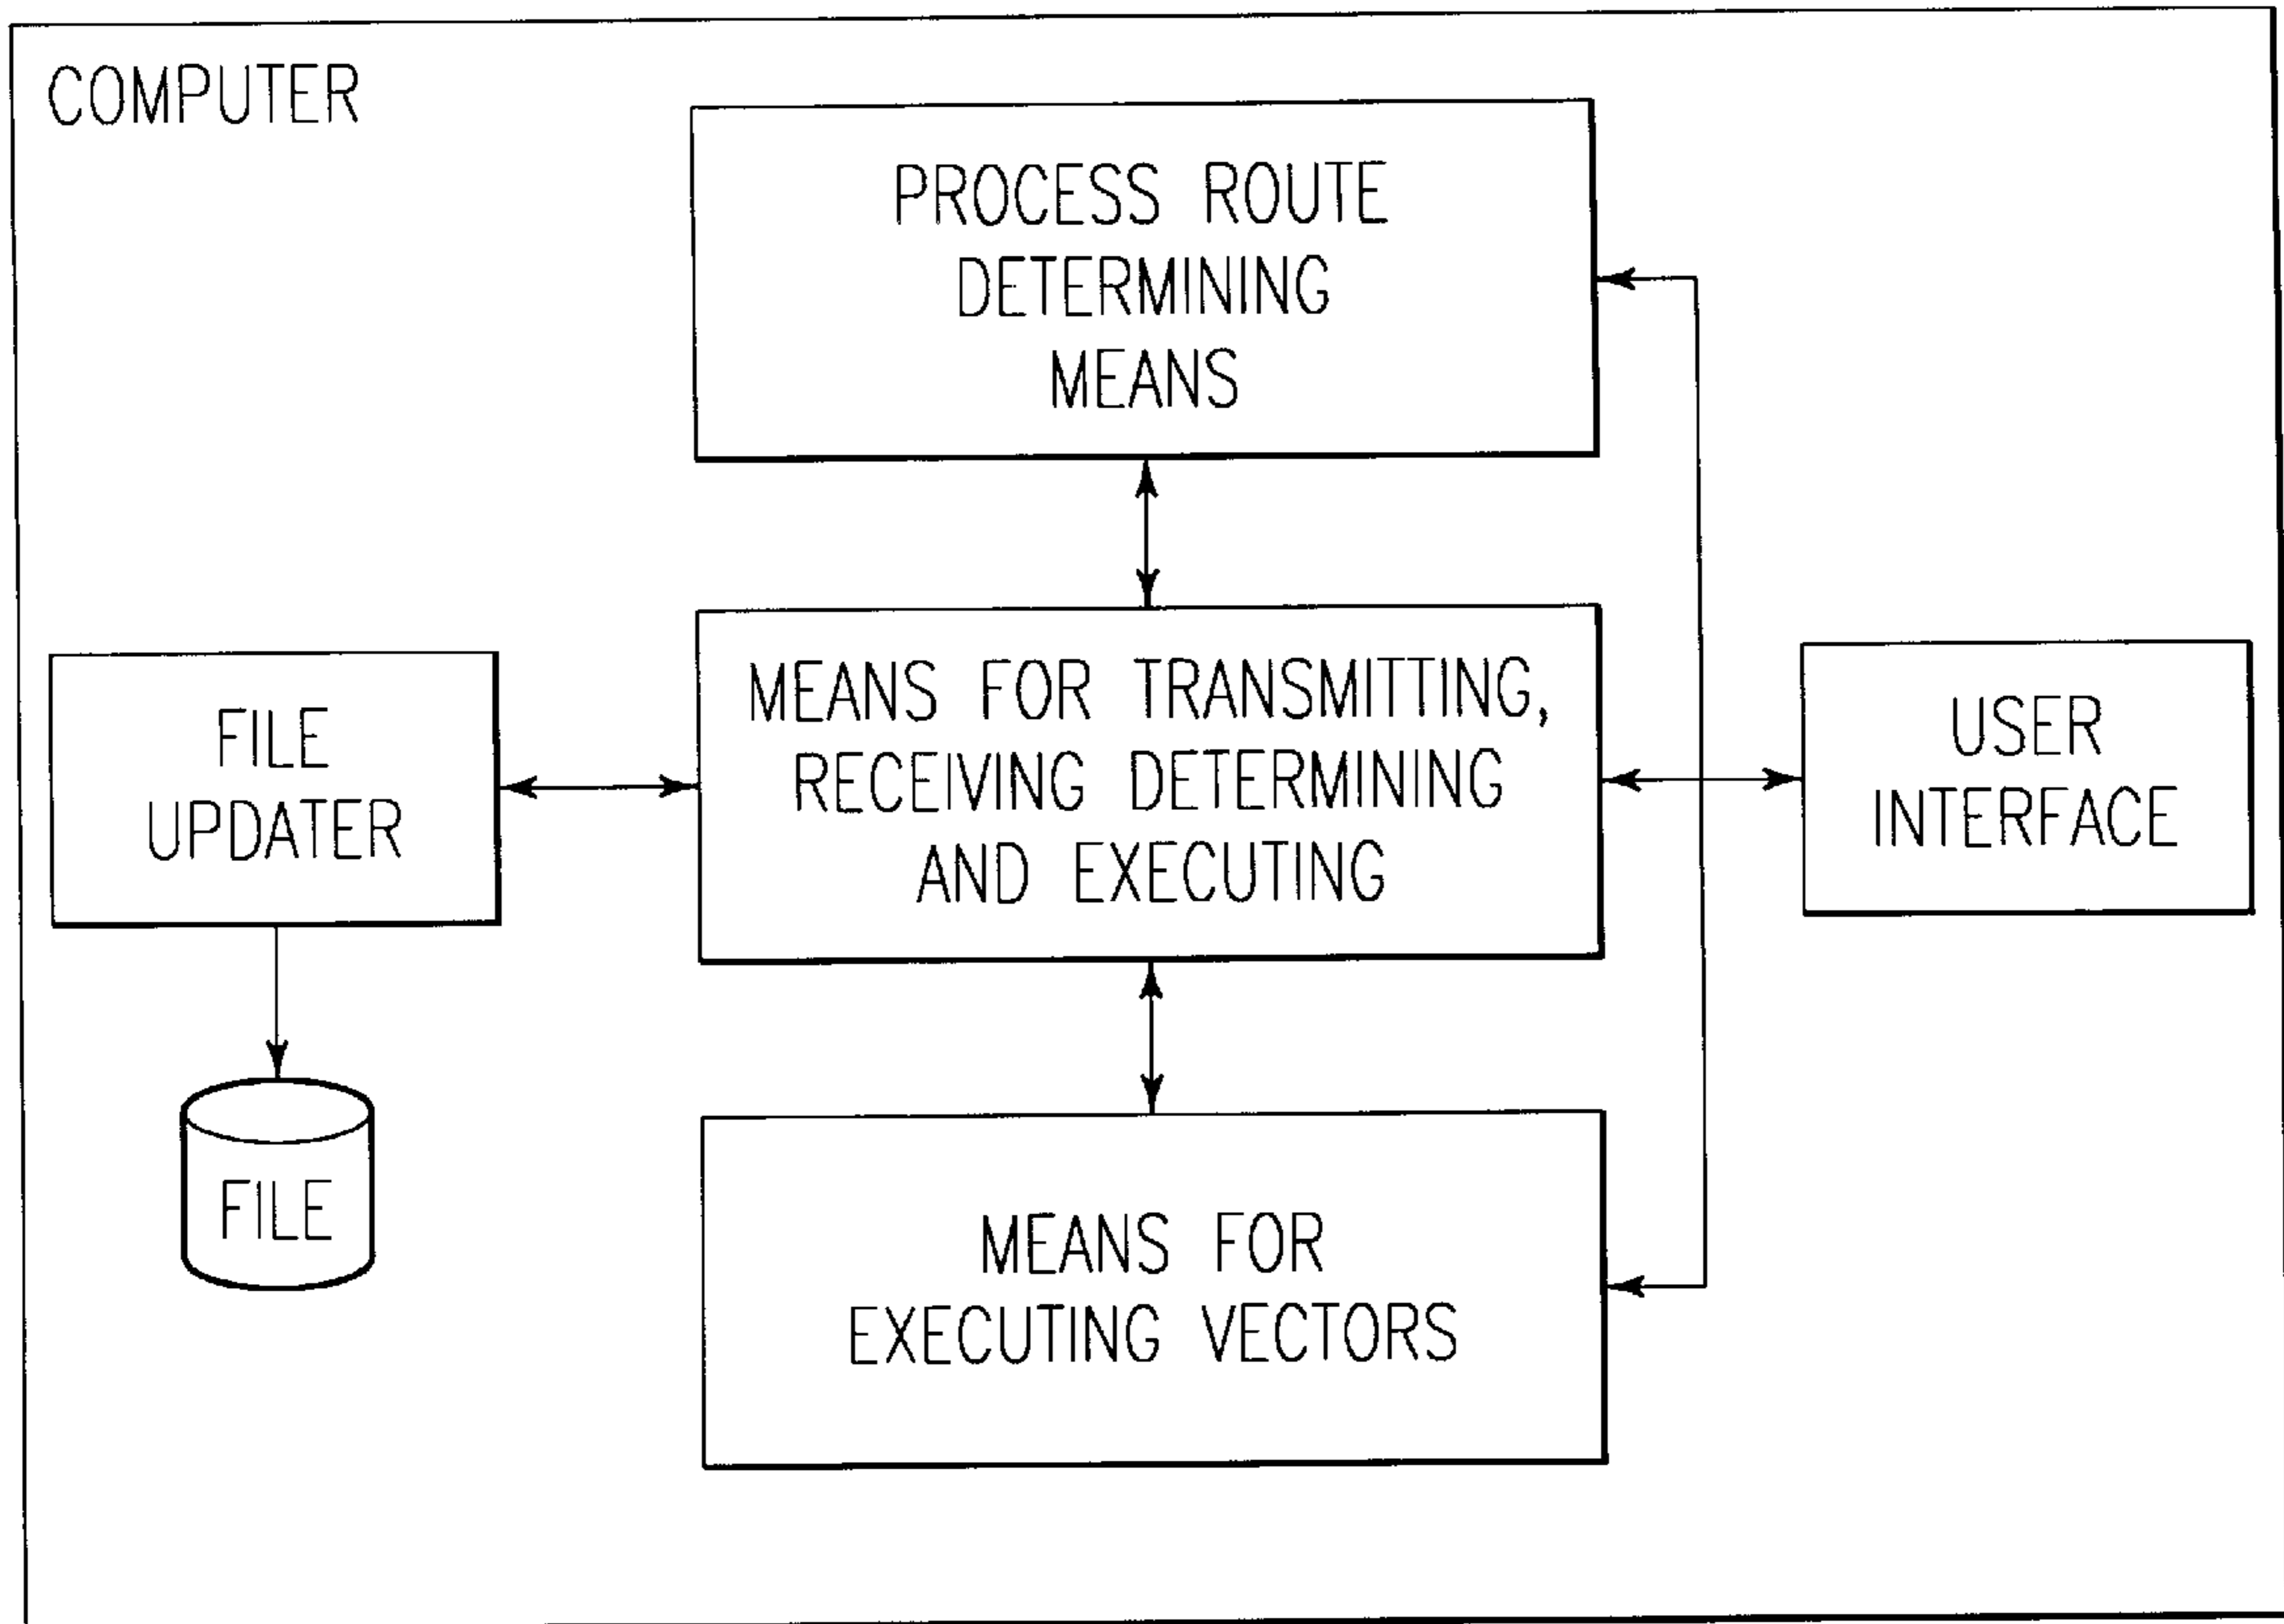 COMPUTER
PROCESS ROUTE
DETERMINING
MEANS
MEANS FOR TRANSMITTING,
RECEIVING DETERMINING
AND EXECUTING
FILE
UPDATER
USER
INTERFACE
FILE
MEANS FOR
EXECUTING VECTORS